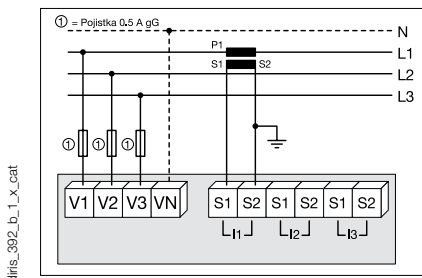 ① = Pojistka 0.5 A gG
N
P1
L1
S1 S2
L2
L3
① ① ①
V1 V2 V3 VN S1 S2 S1 S2 S1 S2
I1 I2 I3
diris_392_b_1_x_cat